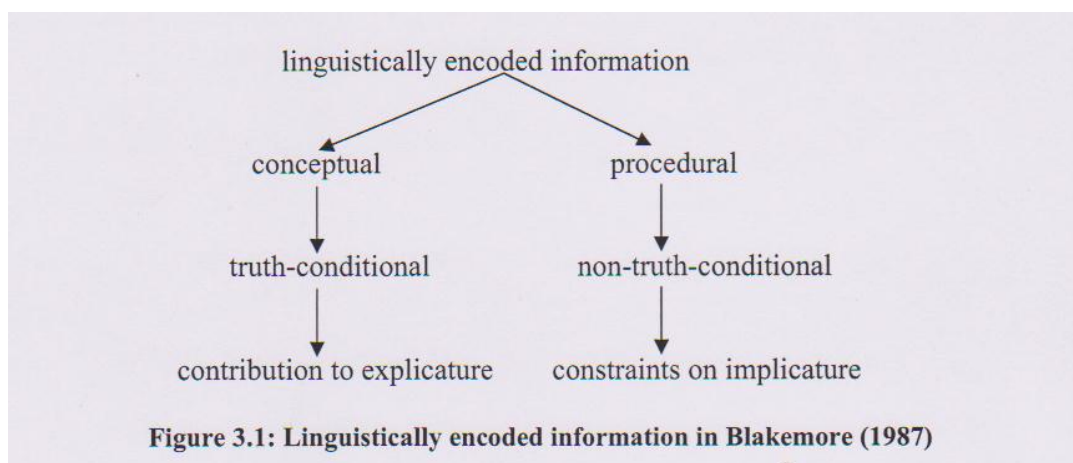 linguistically encoded information
conceptual
procedural
truth-conditional
non-truth-conditional
contribution to explicature
constraints on implicature
Figure 3.1: Linguistically encoded information in Blakemore (1987)